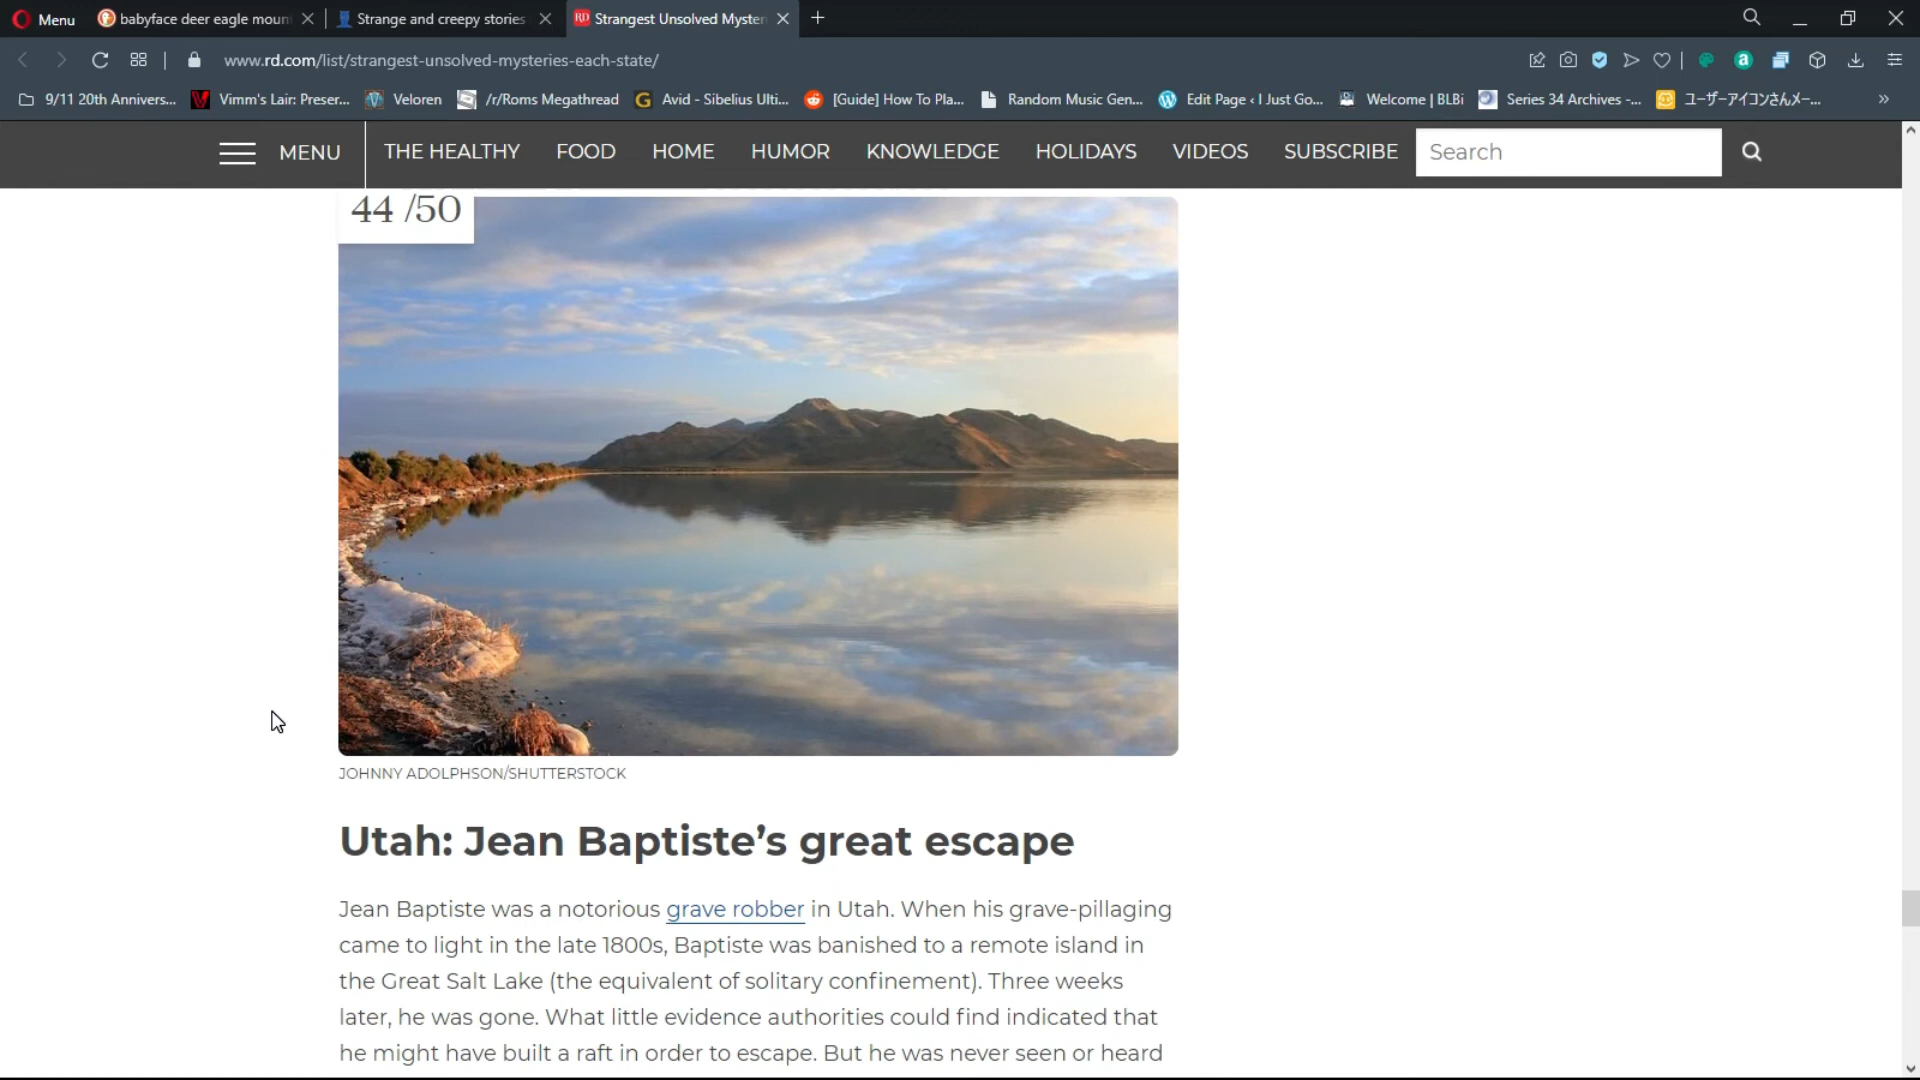 Menu
babyface deer eagle moun
Strange and creepy stories
RD Strangest Unsolved Myster
www.rd.com/list/strangest-unsolved-mysteries-each-state/
9/11 20th Annivers...
Vimm's Lair: Preser...
Veloren
/r/Roms Megathread
Avid - Sibelius Ulti...
[Guide] How To Pla...
Random Music Gen...
Edit Page ‹ I Just Go...
Welcome | BLBi
Series 34 Archives -...
ユーザーアイコンさんメー...
MENU
THE HEALTHY
FOOD
HOME
HUMOR
KNOWLEDGE
HOLIDAYS
VIDEOS
SUBSCRIBE
Search
44 /50
JOHNNY ADOLPHSON/SHUTTERSTOCK
Utah: Jean Baptiste’s great escape
Jean Baptiste was a notorious grave robber in Utah. When his grave-pillaging
came to light in the late 1800s, Baptiste was banished to a remote island in
the Great Salt Lake (the equivalent of solitary confinement). Three weeks
later, he was gone. What little evidence authorities could find indicated that
he might have built a raft in order to escape. But he was never seen or heard